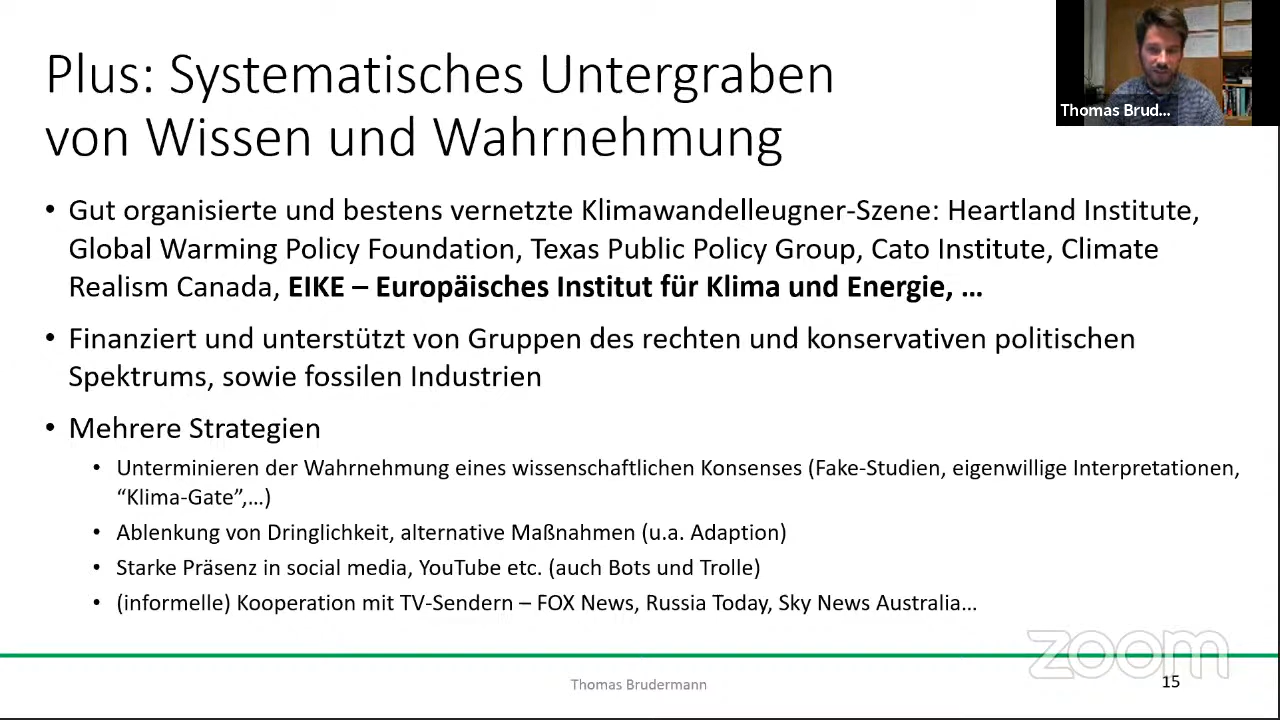 Plus: Systematisches Untergraben
von Wissen und Wahrnehmung
Thomas Brud...
• Gut organisierte und bestens vernetzte Klimawandelleugner-Szene: Heartland Institute,
Global Warming Policy Foundation, Texas Public Policy Group, Cato Institute, Climate
Realism Canada, EIKE – Europäisches Institut für Klima und Energie, …
• Finanziert und unterstützt von Gruppen des rechten und konservativen politischen
Spektrums, sowie fossilen Industrien
• Mehrere Strategien
• Unterminieren der Wahrnehmung eines wissenschaftlichen Konsenses (Fake-Studien, eigenwillige Interpretationen,
“Klima-Gate”,…)
• Ablenkung von Dringlichkeit, alternative Maßnahmen (u.a. Adaption)
• Starke Präsenz in social media, YouTube etc. (auch Bots und Trolle)
• (informelle) Kooperation mit TV-Sendern – FOX News, Russia Today, Sky News Australia…
zoom
Thomas Brudermann
15